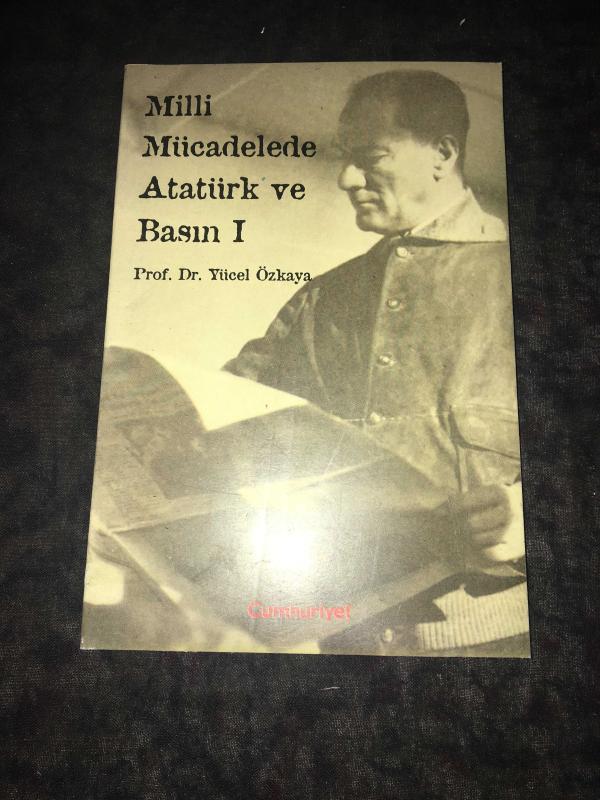 Milli
Mücadelede
Atatürk ve
Basın I
Prof. Dr. Yücel Özkaya
Cumhuriyet